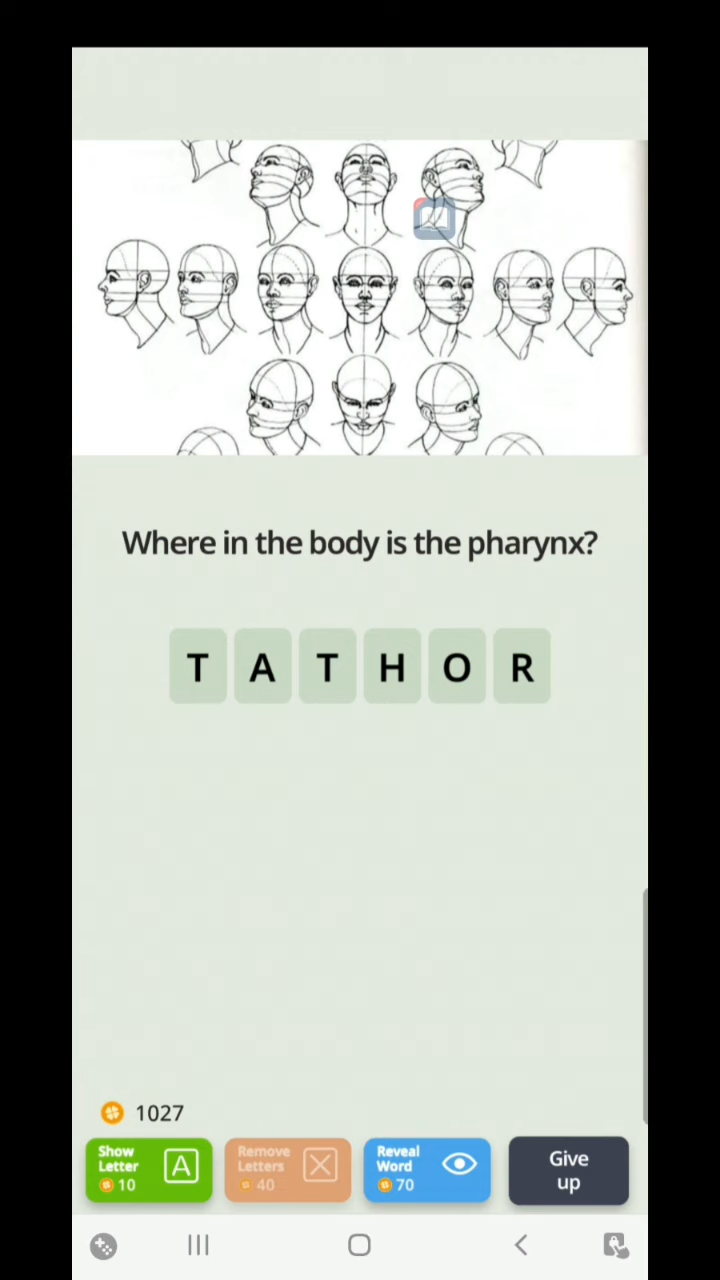 Where in the body is the pharynx?
T A T H O R
1027
Show Letter
10
A
Remove Letters
40
Reveal Word
70
Give up